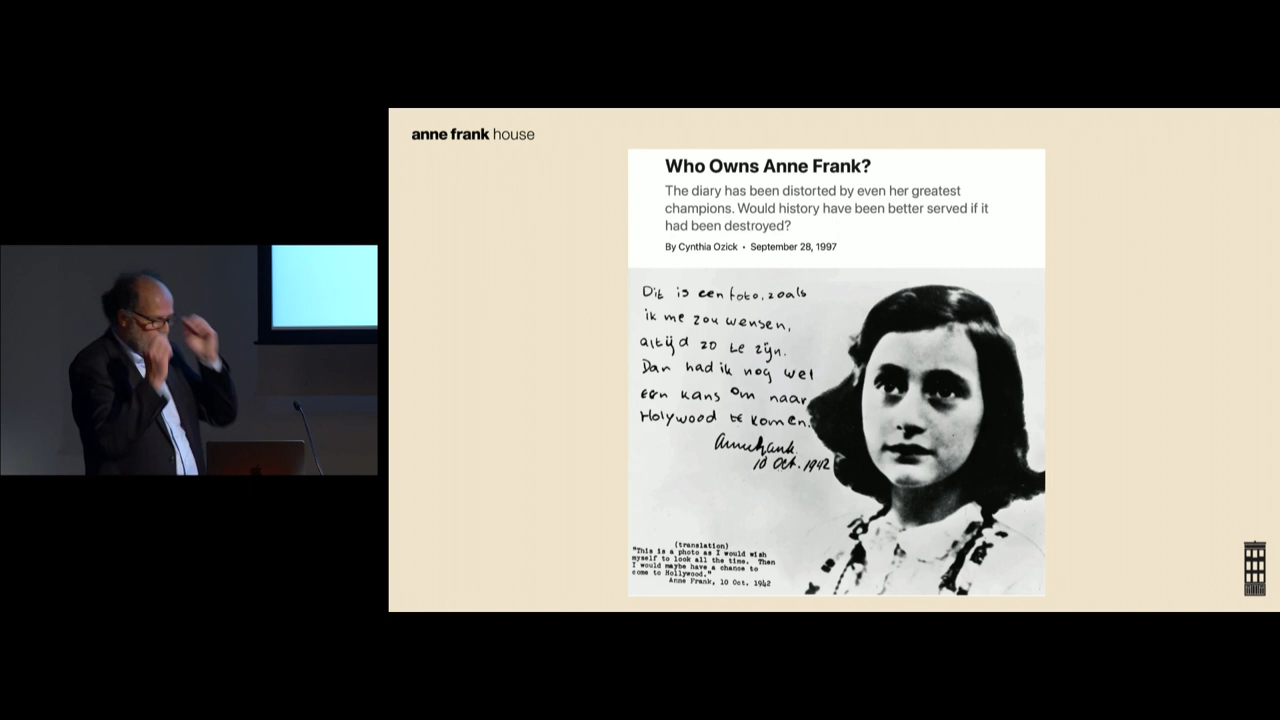 anne frank house
Who Owns Anne Frank?
The diary has been distorted by even her greatest
champions. Would history have been better served if it
had been destroyed?
By Cynthia Ozick • September 28, 1997
Dit is een foto, zoals
ik me zou wensen,
altijd zo te zijn.
Dan had ik nog wel
een kans om naar
Holywood te komen.
Annefrank.
10 Oct. 1942
(translation)
"This is a photo as I would wish
myself to look all the time. Then
I would maybe have a chance to
come to Hollywood."
Anne Frank, 10 Oct. 1942